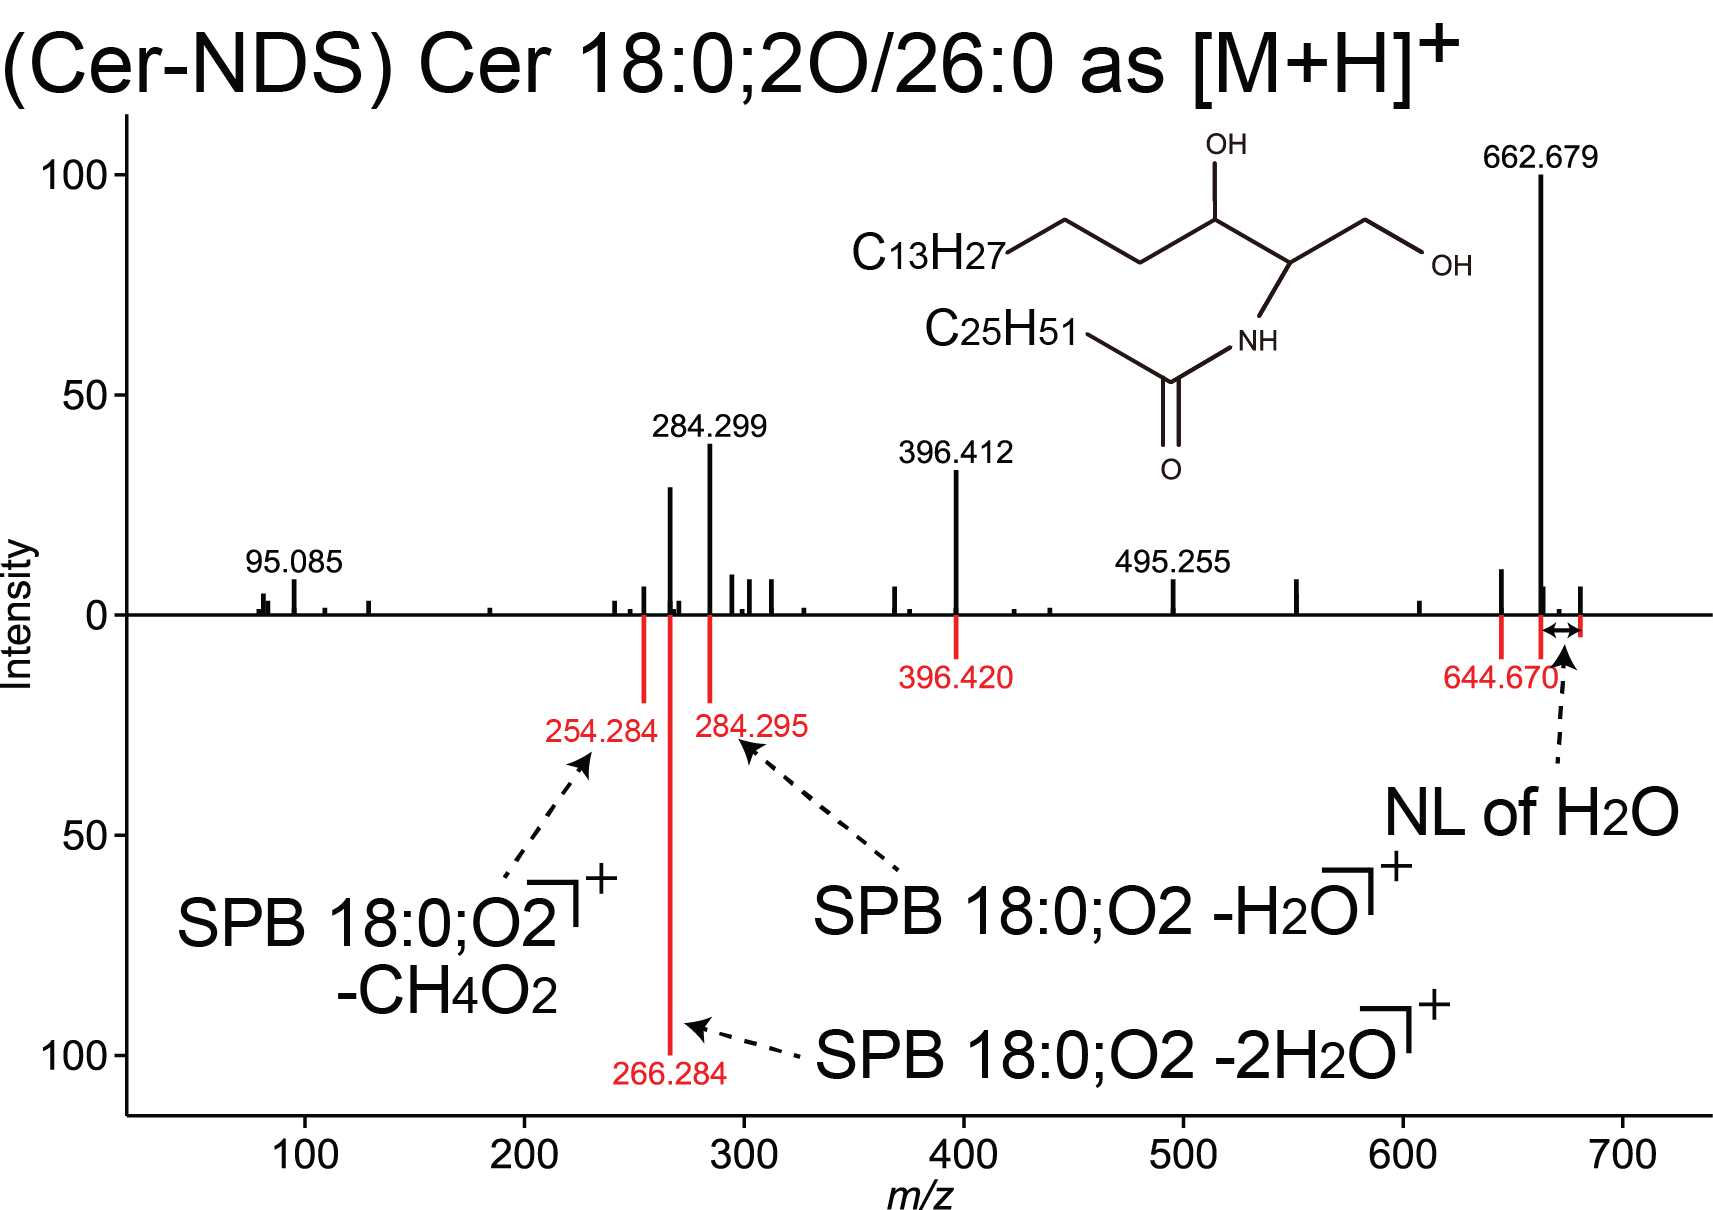 (Cer-NDS) Cer 18:0;2O/26:0 as [M+H]+
100
50
0
50
100
Intensity
662.679
OH
C13H27
OH
C25H51
NH
O
284.299
396.412
95.085
495.255
396.420
644.670
254.284
284.295
NL of H2O
SPB 18:0;O2 +
-CH4O2
SPB 18:0;O2 -H2O +
SPB 18:0;O2 -2H2O +
266.284
100 200 300 400 500 600 700
m/z